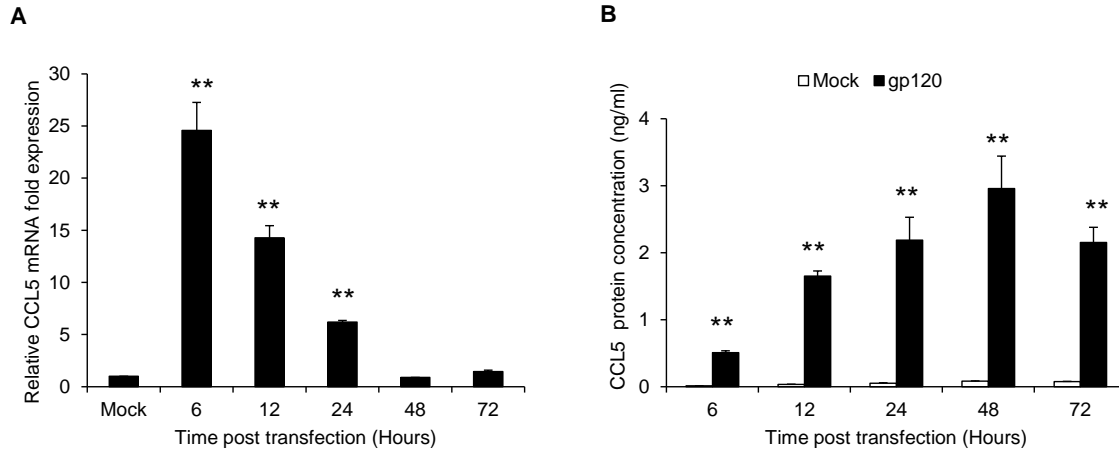 A
Relative CCL5 mRNA fold expression
30
25
20
15
10
5
0
**
**
**
Mock 6 12 24 48 72
Time post transfection (Hours)
B
Mock gp120
CCL5 protein concentration (ng/ml)
4
3
2
1
0
**
**
**
**
**
6 12 24 48 72
Time post transfection (Hours)